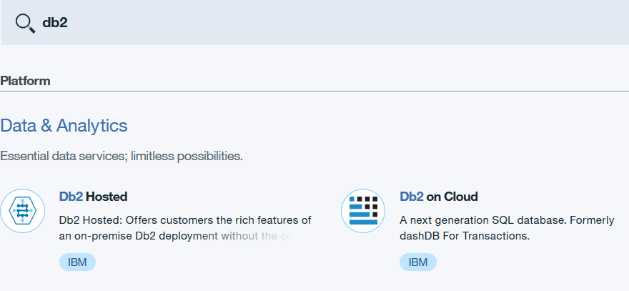 db2
Platform
Data & Analytics
Essential data services; limitless possibilities.
Db2 Hosted
Db2 Hosted: Offers customers the rich features of
an on-premise Db2 deployment without the
IBM
Db2 on Cloud
A next generation SQL database. Formerly
dashDB For Transactions.
IBM